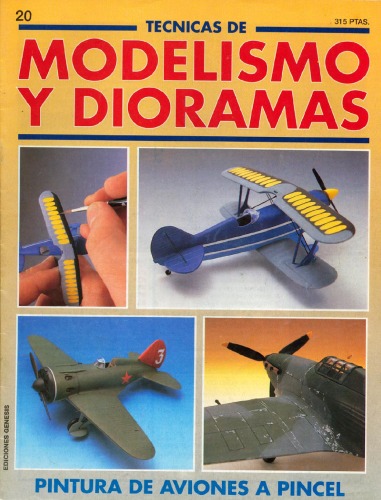 20
315 PTAS.
TECNICAS DE
MODELISMO
Y DIORAMAS
3
EDICIONES GENESIS
PINTURA DE AVIONES A PINCEL